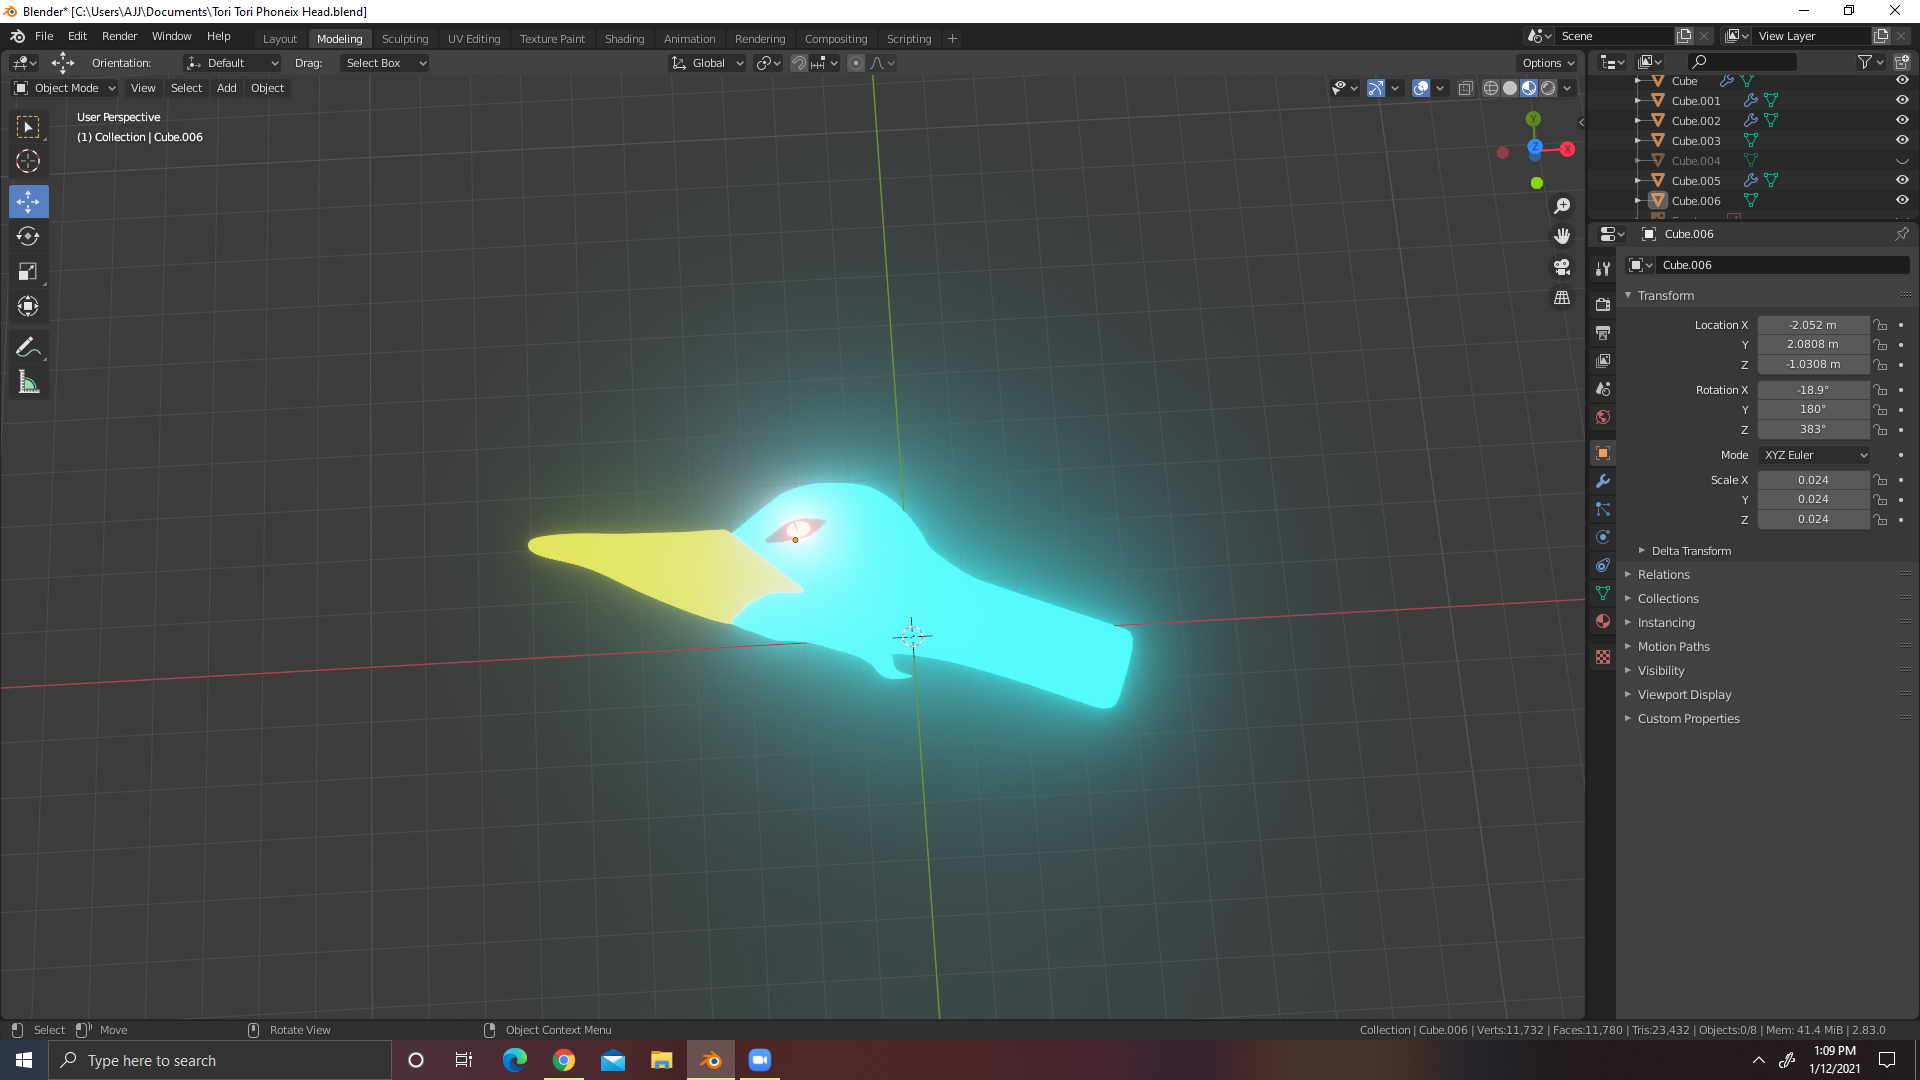 Blender* [C:\Users\AJJ\Documents\Tori Tori Phoneix Head.blend]
File Edit Render Window Help
Layout Modeling Sculpting UV Editing Texture Paint Shading Animation Rendering Compositing Scripting +
Scene
View Layer
Orientation: Default Drag: Select Box
Global
Options
Object Mode View Select Add Object
User Perspective
(1) Collection | Cube.006
Y
Z
X
Cube
Cube.001
Cube.002
Cube.003
Cube.004
Cube.005
Cube.006
Cube.006
Cube.006
Transform
Location X -2.052 m
Y 2.0808 m
Z -1.0308 m
Rotation X -18.9°
Y 180°
Z 383°
Mode XYZ Euler
Scale X 0.024
Y 0.024
Z 0.024
Delta Transform
Relations
Collections
Instancing
Motion Paths
Visibility
Viewport Display
Custom Properties
Select Move Rotate View Object Context Menu
Collection | Cube.006 | Verts:11,732 | Faces:11,780 | Tris:23,432 | Objects:0/8 | Mem: 41.4 MiB | 2.83.0
Type here to search
1:09 PM
1/12/2021